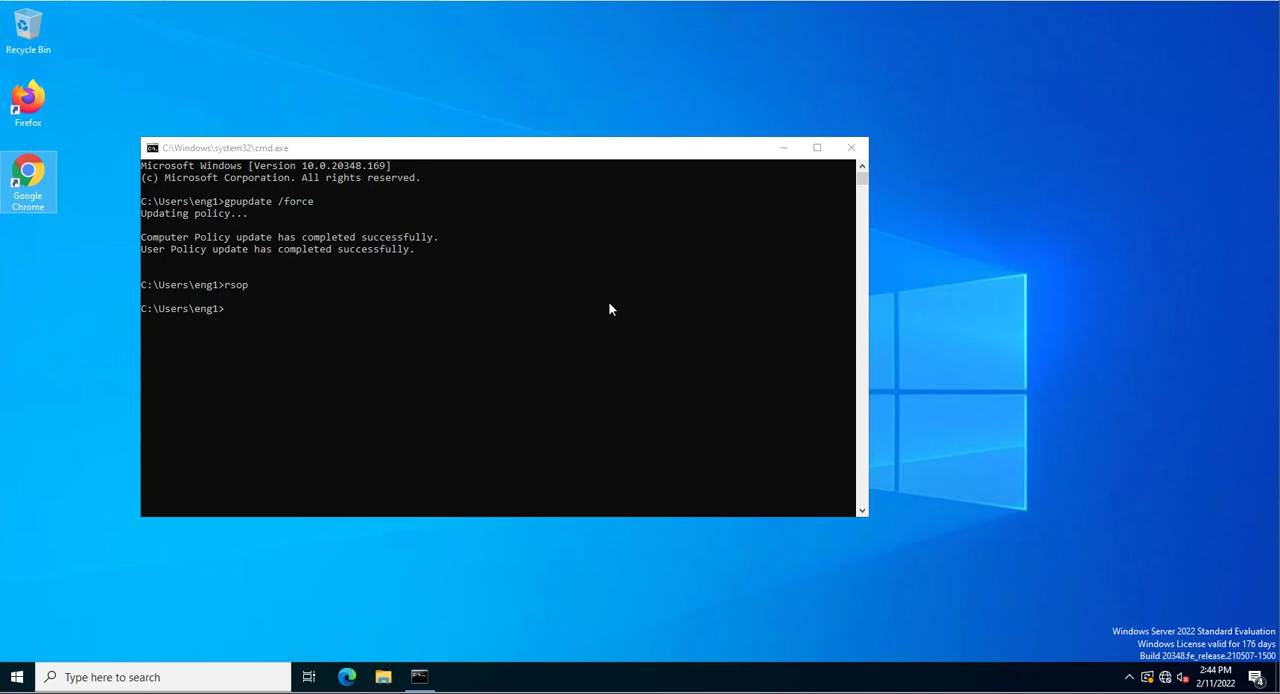 Recycle Bin
Firefox
Google
Chrome
C:\Windows\system32\cmd.exe
Microsoft Windows [Version 10.0.20348.169]
(c) Microsoft Corporation. All rights reserved.
C:\Users\eng1>gpupdate /force
Updating policy...
Computer Policy update has completed successfully.
User Policy update has completed successfully.
C:\Users\eng1>rsop
C:\Users\eng1>
Windows Server 2022 Standard Evaluation
Windows License valid for 176 days
Build 20348.fe_release.210507-1500
Type here to search
2:44 PM
2/11/2022
4